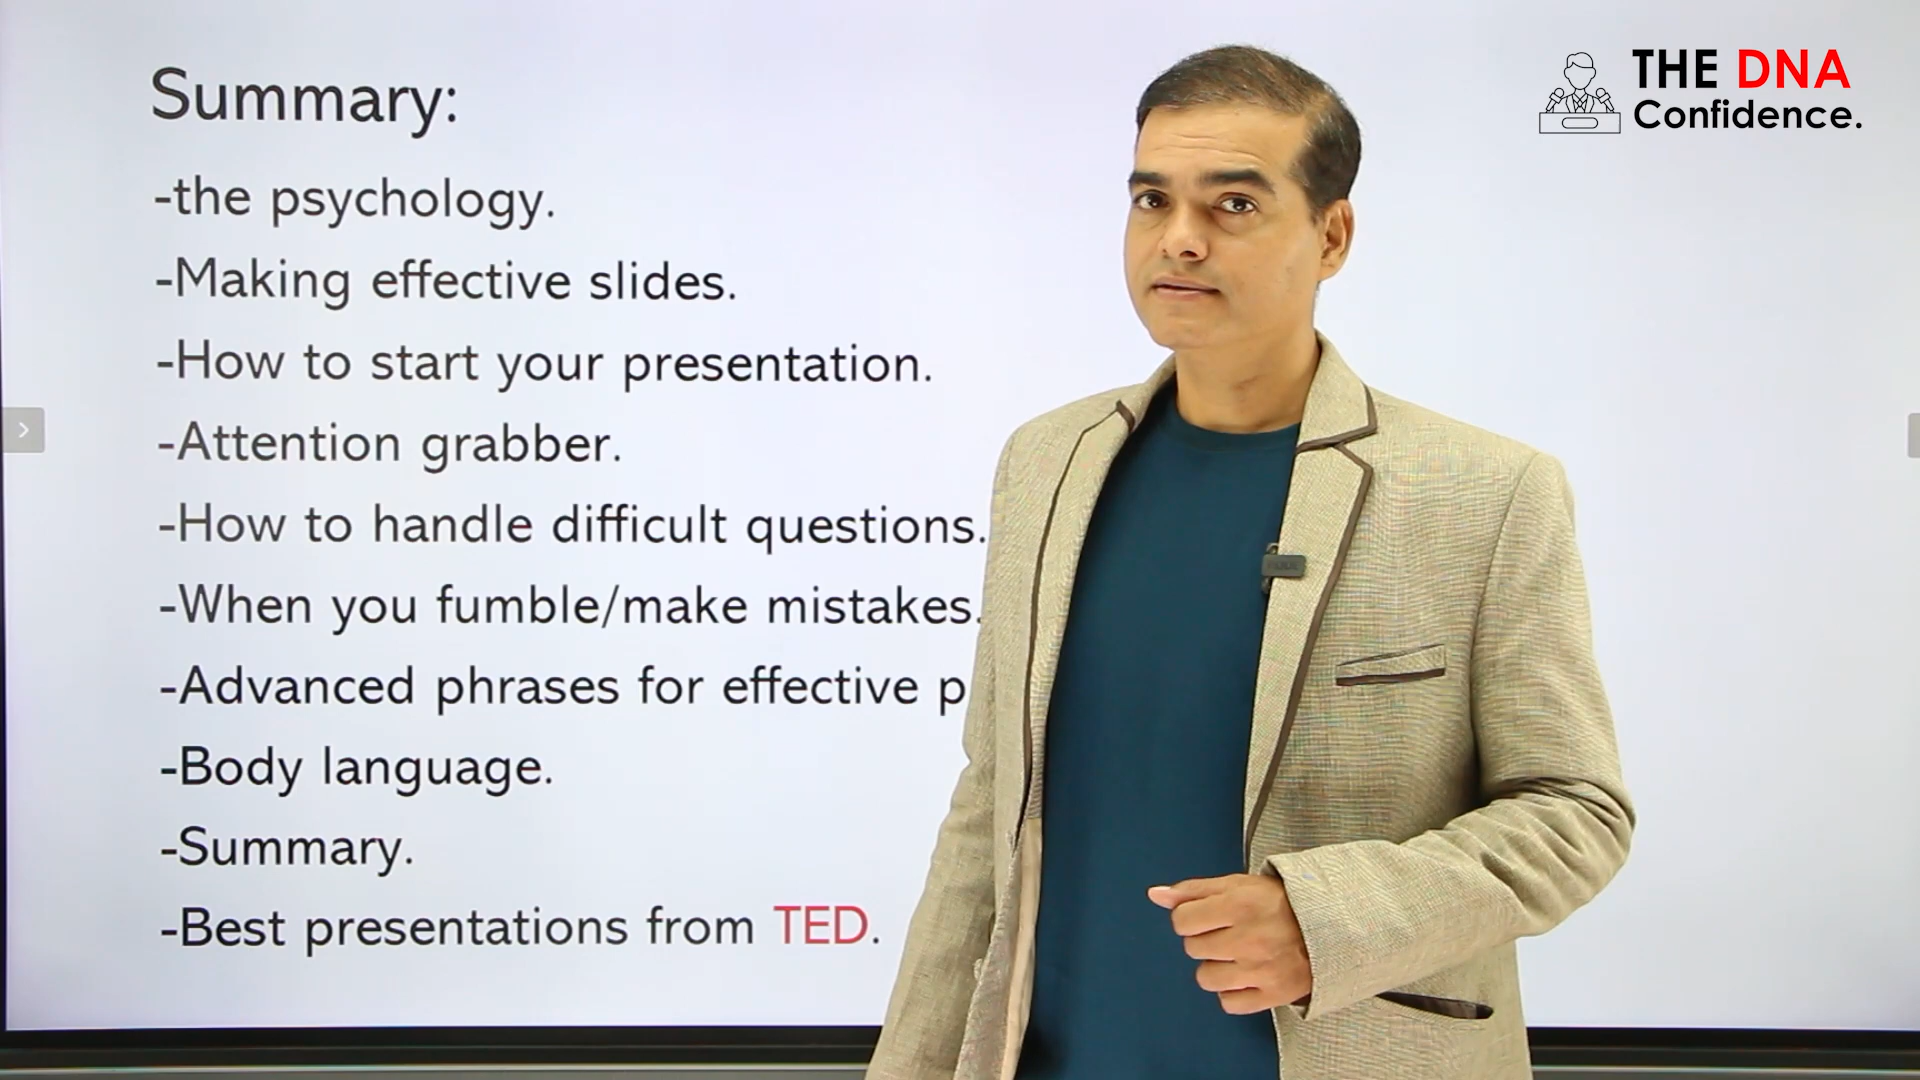 Summary:
-the psychology.
-Making effective slides.
-How to start your presentation.
-Attention grabber.
-How to handle difficult questions.
-When you fumble/make mistakes.
-Advanced phrases for effective p
-Body language.
-Summary.
-Best presentations from TED.
THE DNA
Confidence.